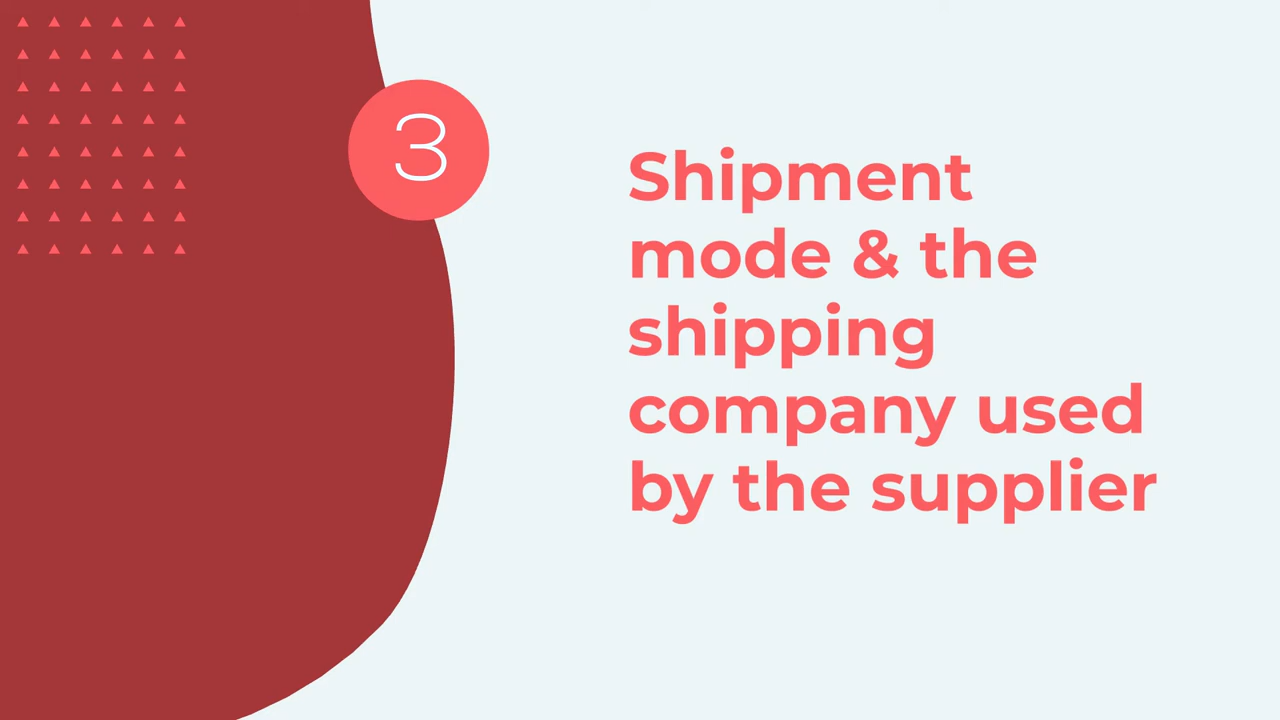 3
Shipment
mode & the
shipping
company used
by the supplier